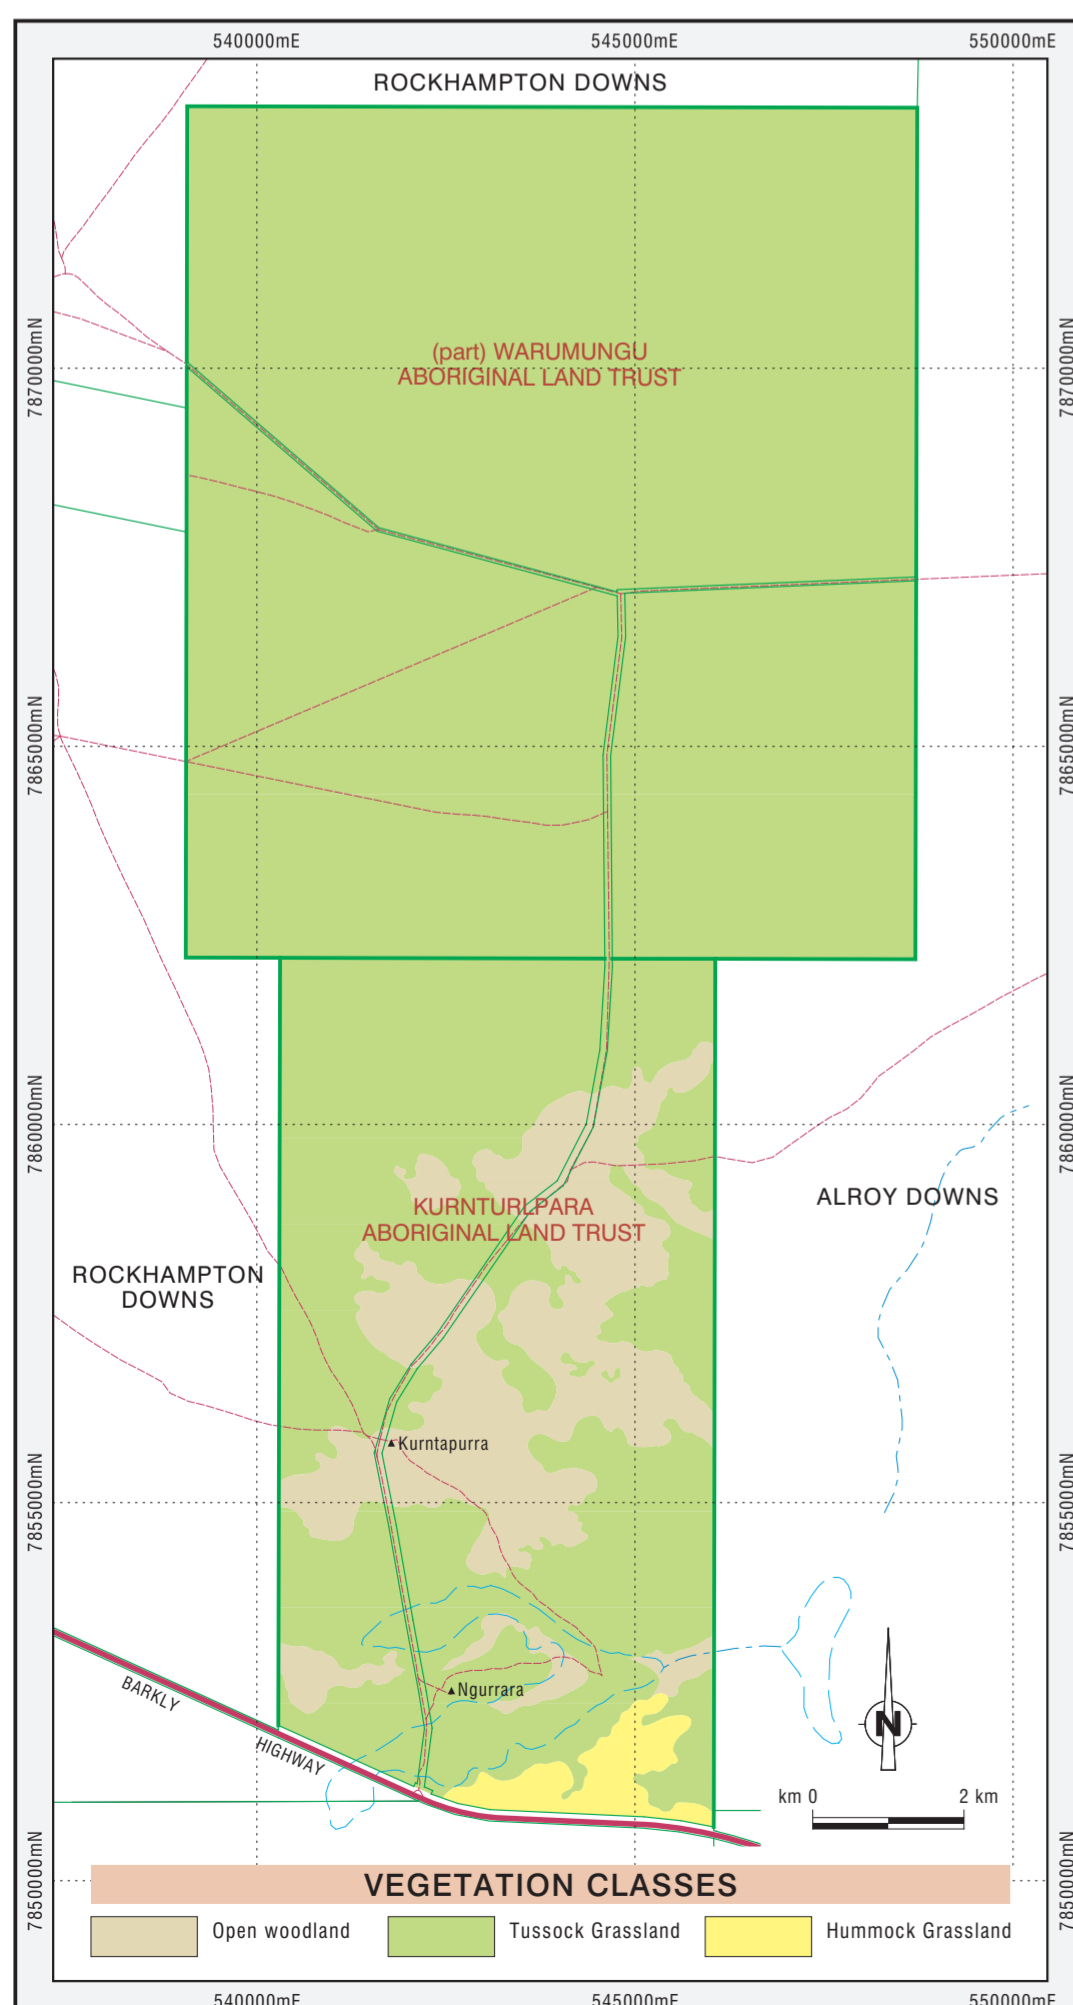 540000mE
545000mE
550000mE
ROCKHAMPTON DOWNS
7870000mN
7870000mN
(part) WARUMUNGU
ABORIGINAL LAND TRUST
7865000mN
7865000mN
7860000mN
7860000mN
KURNTURLPARA
ABORIGINAL LAND TRUST
ALROY DOWNS
ROCKHAMPTON
DOWNS
Kurntapurra
7855000mN
7855000mN
Ngurrara
BARKLY
HIGHWAY
N
km 0
2 km
7850000mN
7850000mN
VEGETATION CLASSES
Open woodland
Tussock Grassland
Hummock Grassland
540000mE
545000mE
550000mE